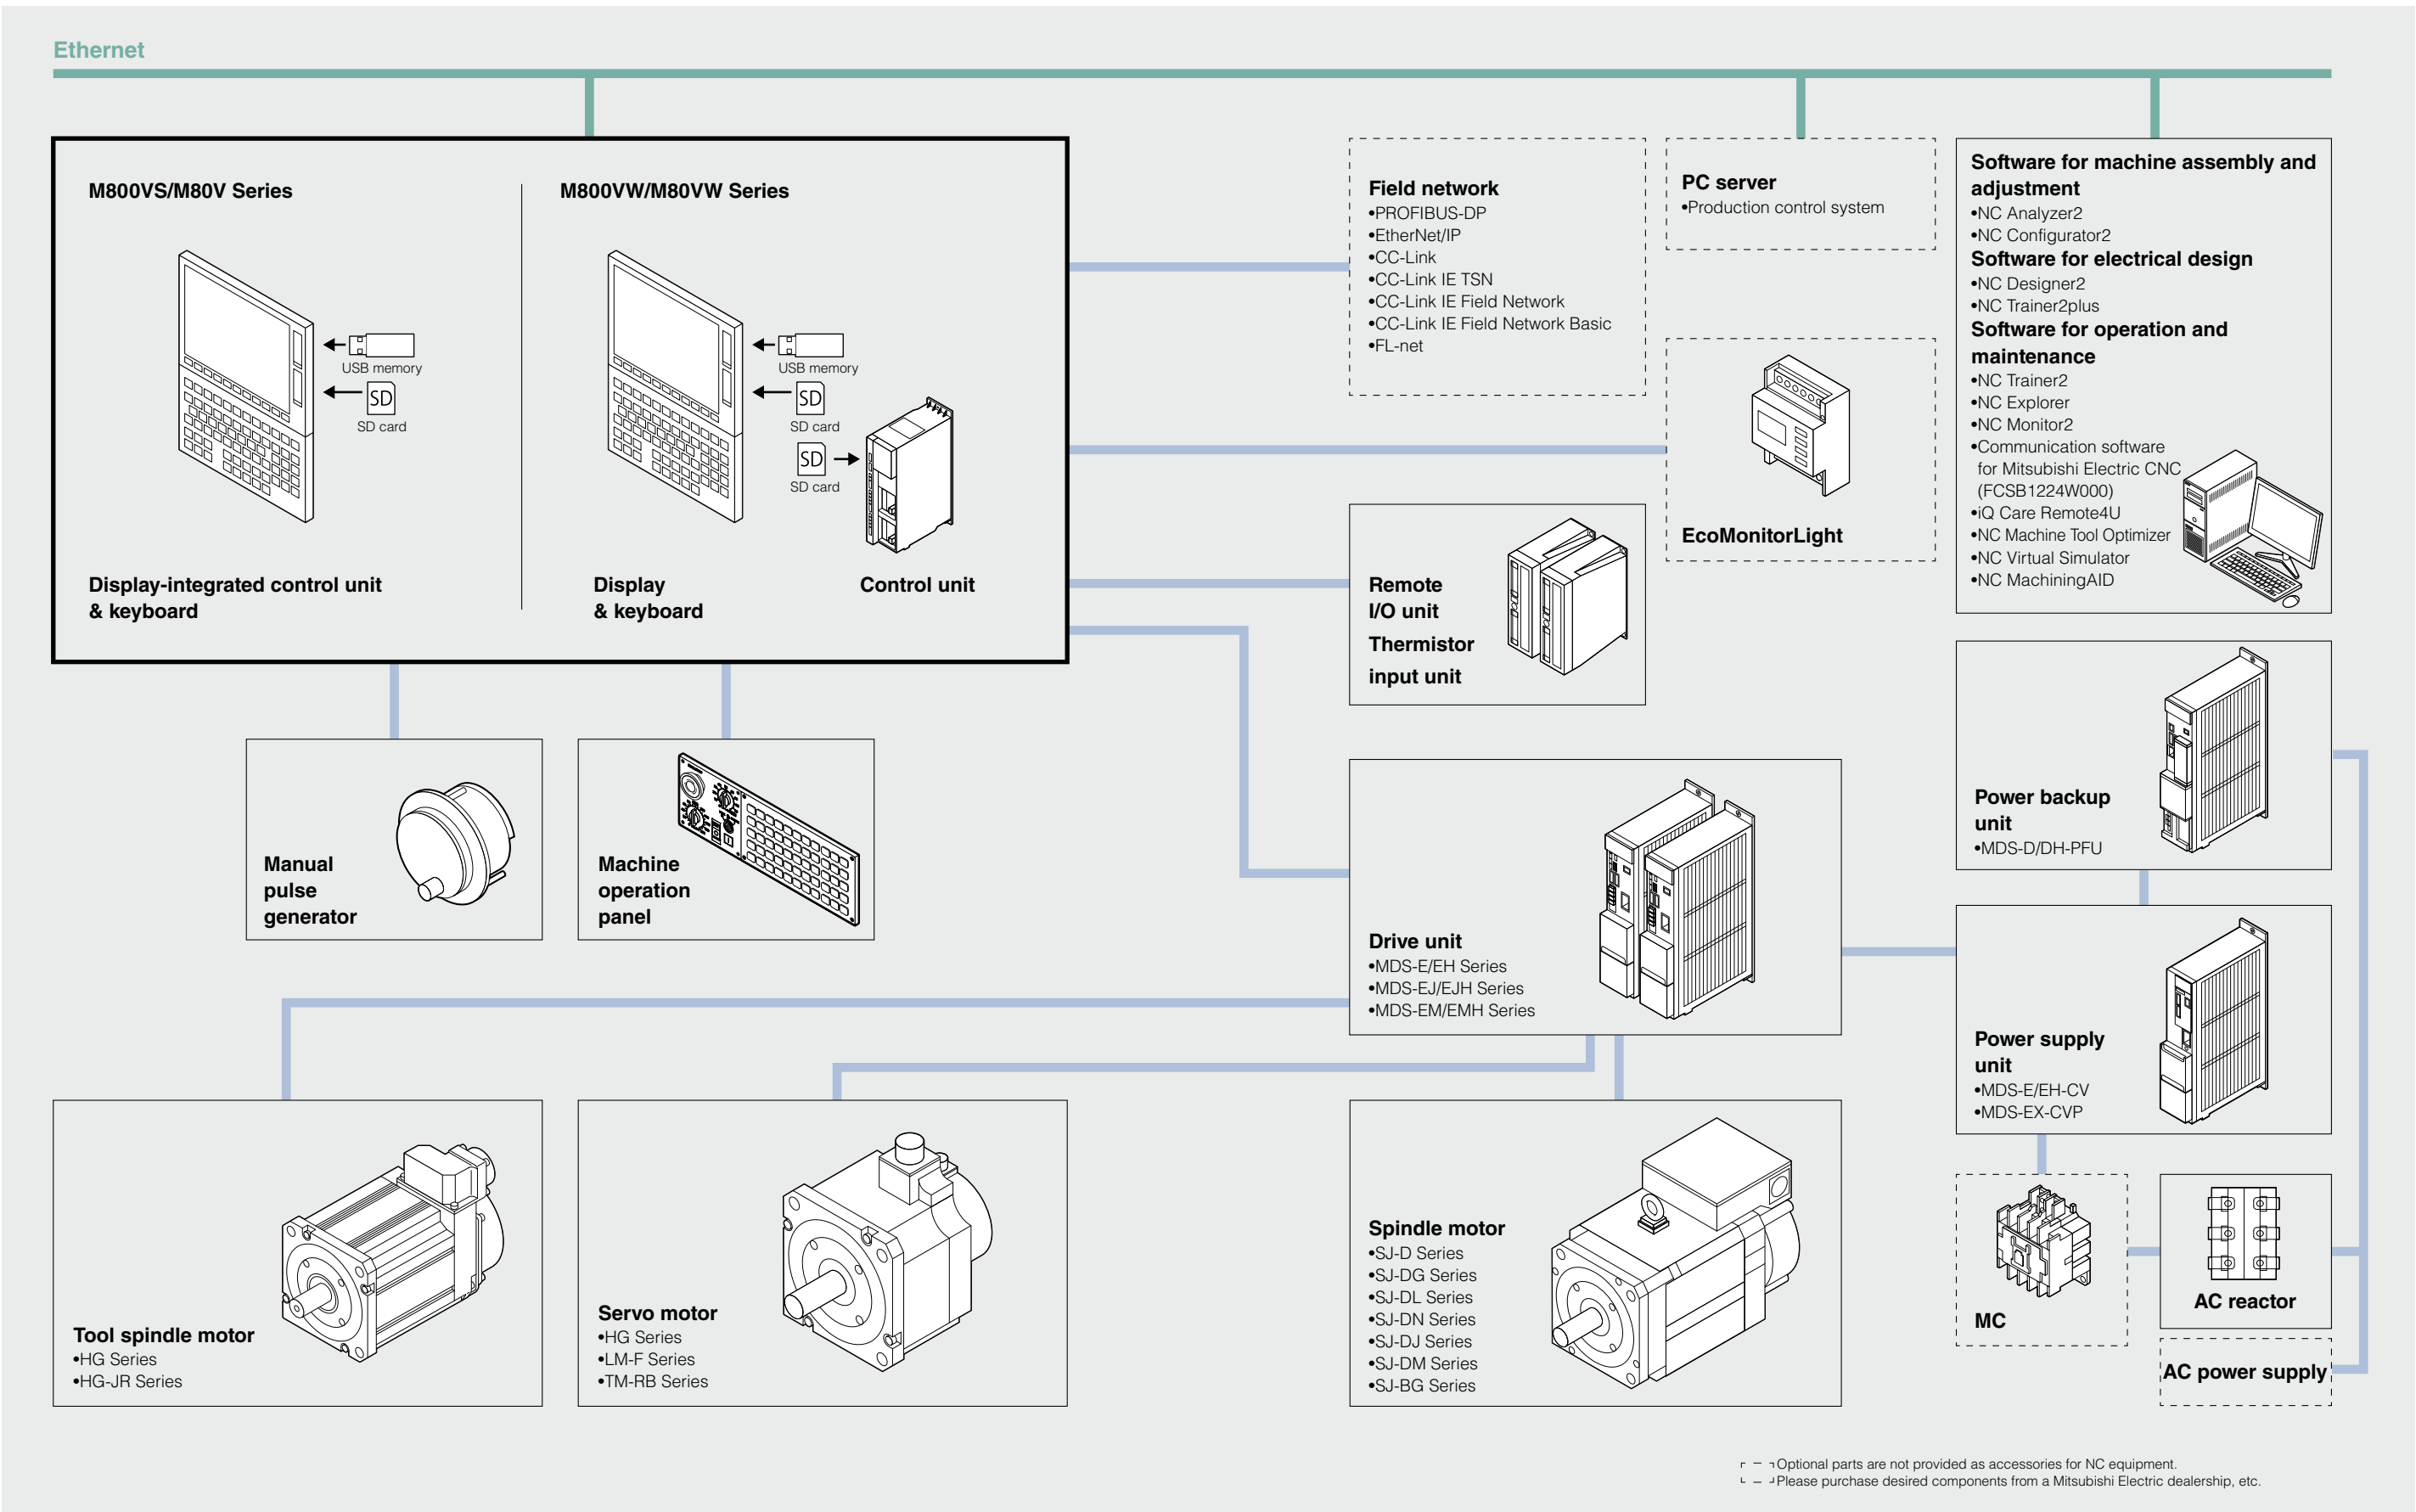 Ethernet
M800VS/M80V Series
USB memory
SD
SD card
Display-integrated control unit
& keyboard
M800VW/M80VW Series
USB memory
SD
SD card
SD
SD card
Display
& keyboard
Control unit
Field network
•PROFIBUS-DP
•EtherNet/IP
•CC-Link
•CC-Link IE TSN
•CC-Link IE Field Network
•CC-Link IE Field Network Basic
•FL-net
PC server
•Production control system
EcoMonitorLight
Software for machine assembly and
adjustment
•NC Analyzer2
•NC Configurator2
Software for electrical design
•NC Designer2
•NC Trainer2plus
Software for operation and
maintenance
•NC Trainer2
•NC Explorer
•NC Monitor2
•Communication software
for Mitsubishi Electric CNC
(FCSB1224W000)
•iQ Care Remote4U
•NC Machine Tool Optimizer
•NC Virtual Simulator
•NC MachiningAID
Remote
I/O unit
Thermistor
input unit
Manual
pulse
generator
Machine
operation
panel
Drive unit
•MDS-E/EH Series
•MDS-EJ/EJH Series
•MDS-EM/EMH Series
Power backup
unit
•MDS-D/DH-PFU
Power supply
unit
•MDS-E/EH-CV
•MDS-EX-CVP
Tool spindle motor
•HG Series
•HG-JR Series
Servo motor
•HG Series
•LM-F Series
•TM-RB Series
Spindle motor
•SJ-D Series
•SJ-DG Series
•SJ-DL Series
•SJ-DN Series
•SJ-DJ Series
•SJ-DM Series
•SJ-BG Series
MC
AC reactor
AC power supply
Optional parts are not provided as accessories for NC equipment.
Please purchase desired components from a Mitsubishi Electric dealership, etc.